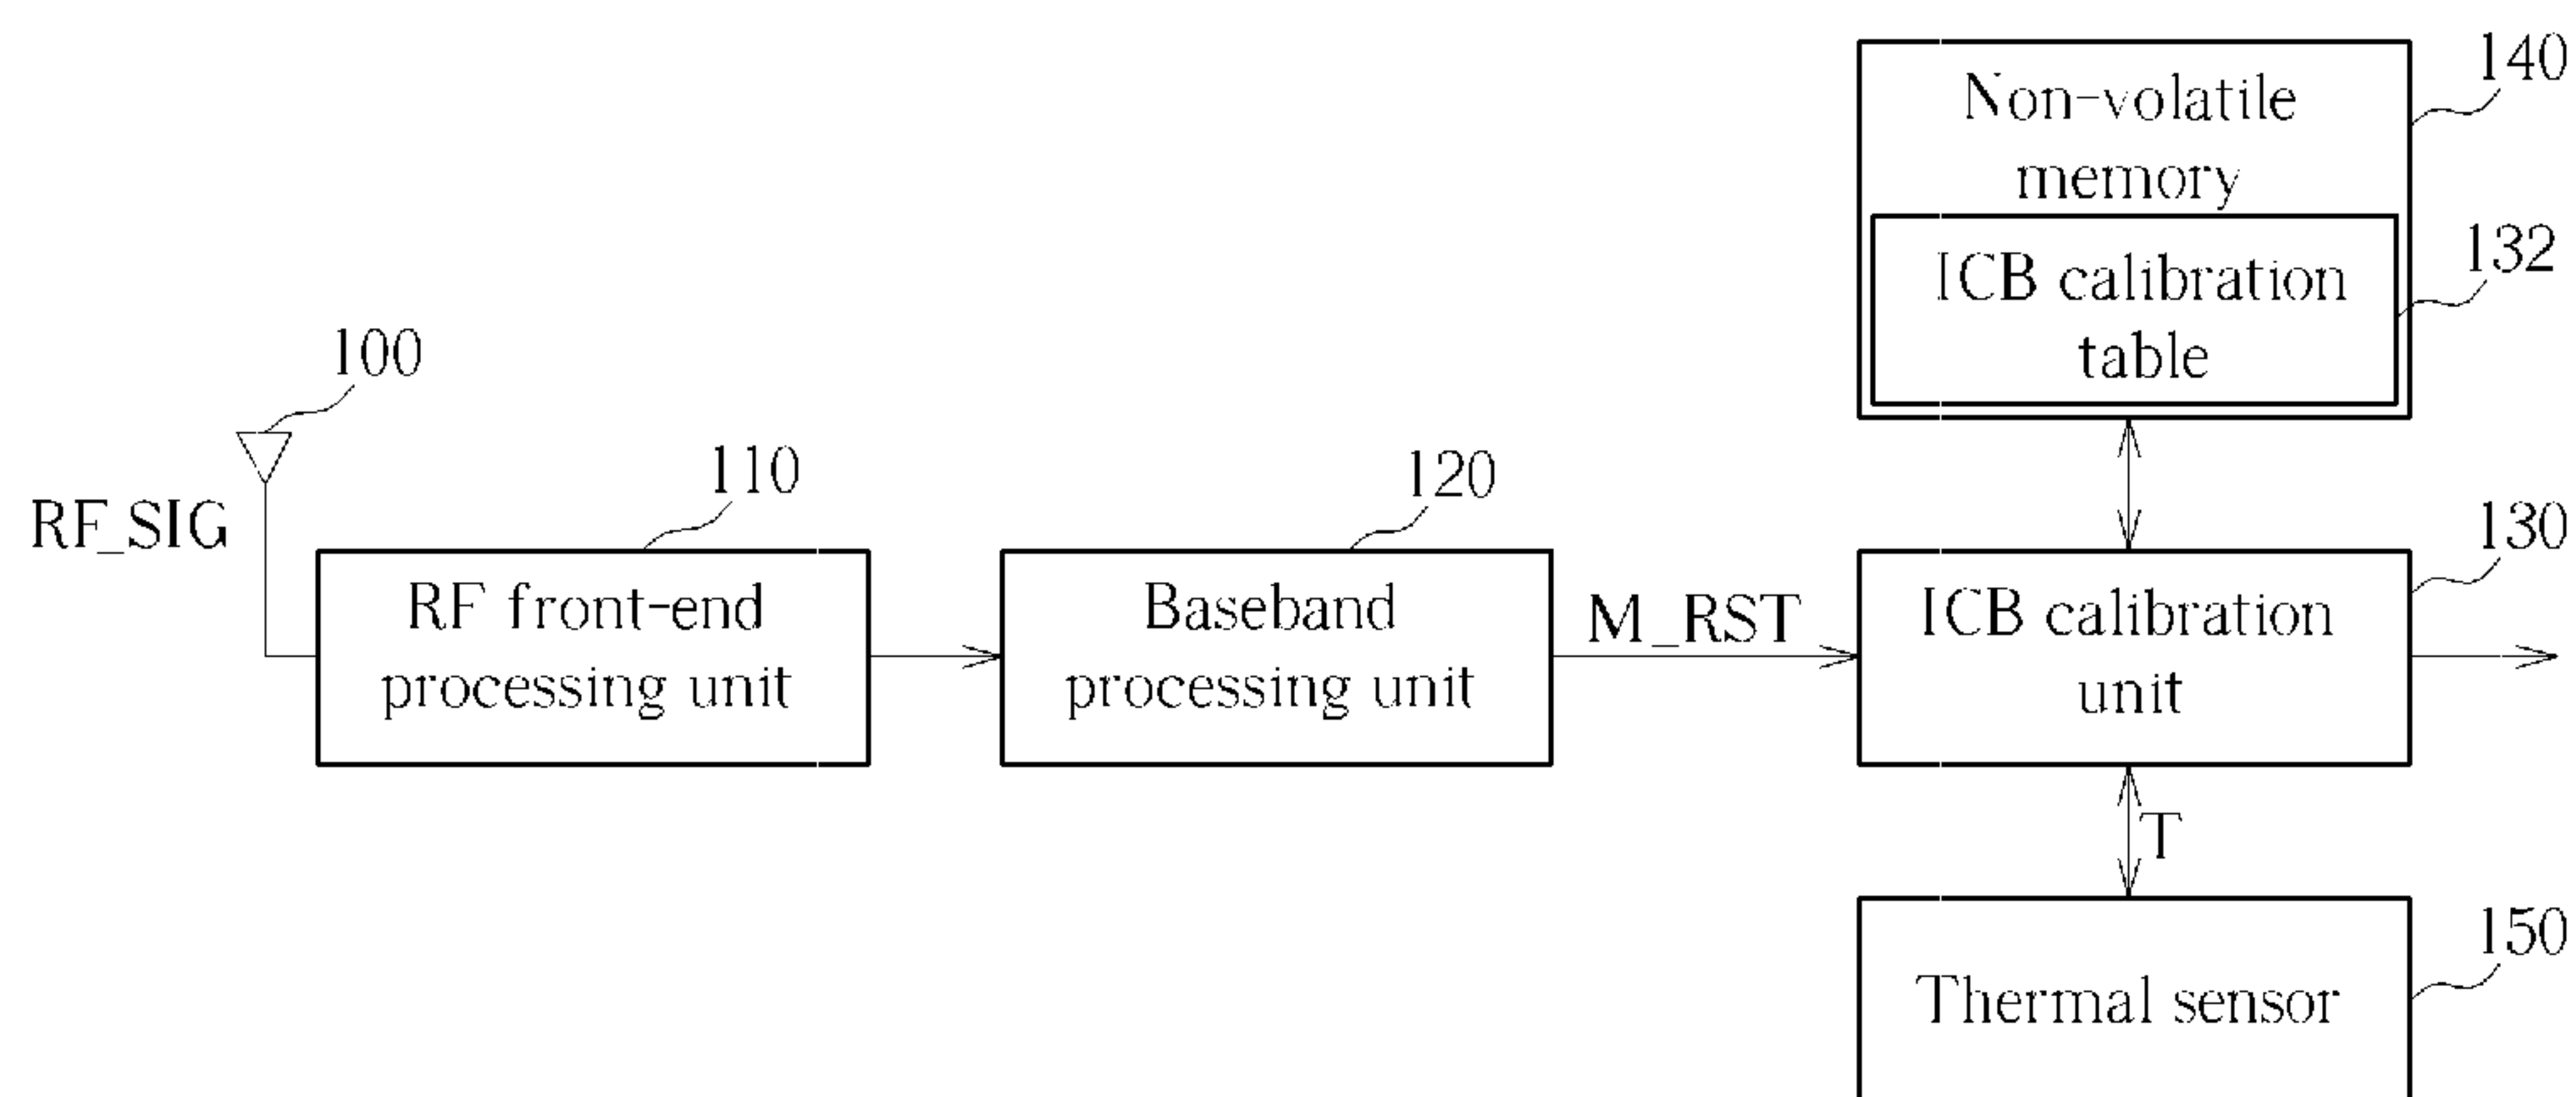 140
Non-volatile
memory
132
ICB calibration
table
100
RF_SIG
110
RF front-end
processing unit
120
Baseband
processing unit
M_RST
130
ICB calibration
unit
T
150
Thermal sensor